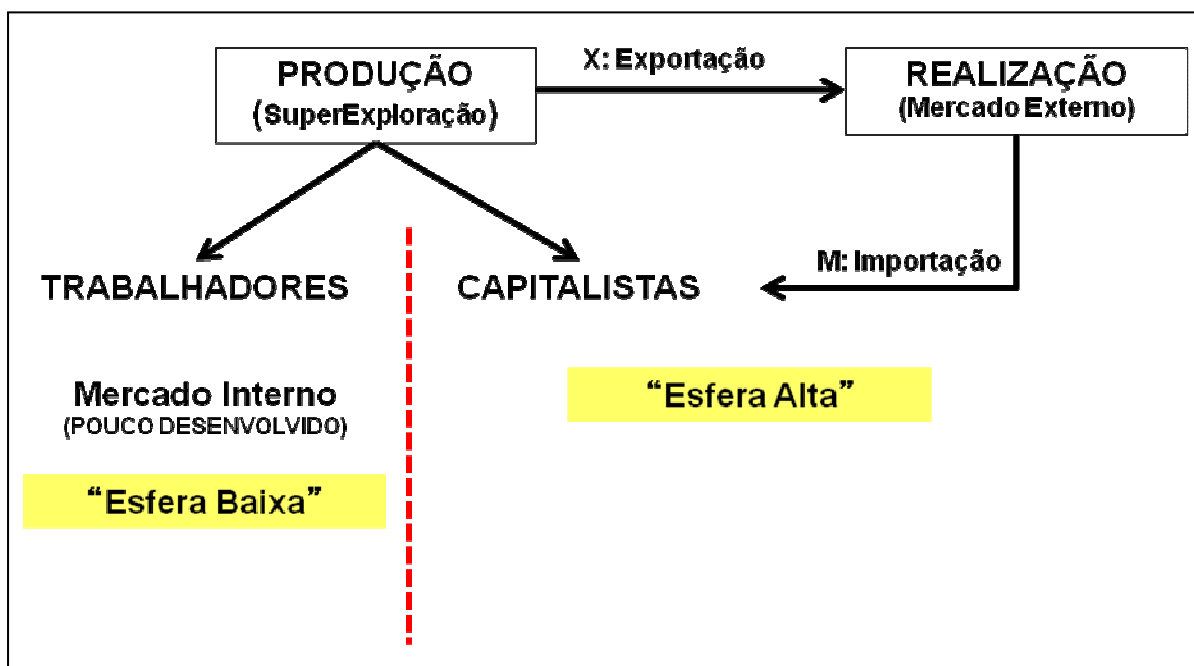 PRODUÇÃO
(SuperExploração)
X: Exportação
REALIZAÇÃO
(Mercado Externo)
M: Importação
TRABALHADORES
CAPITALISTAS
Mercado Interno
(POUCO DESENVOLVIDO)
“Esfera Alta”
“Esfera Baixa”